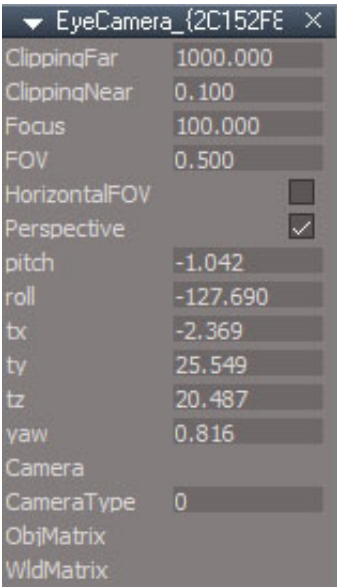 EyeCamera_{2C152F8
ClippingFar 1000.000
ClippingNear 0.100
Focus 100.000
FOV 0.500
HorizontalFOV
Perspective
pitch -1.042
roll -127.690
tx -2.369
ty 25.549
tz 20.487
yaw 0.816
Camera
CameraType 0
ObjMatrix
WldMatrix